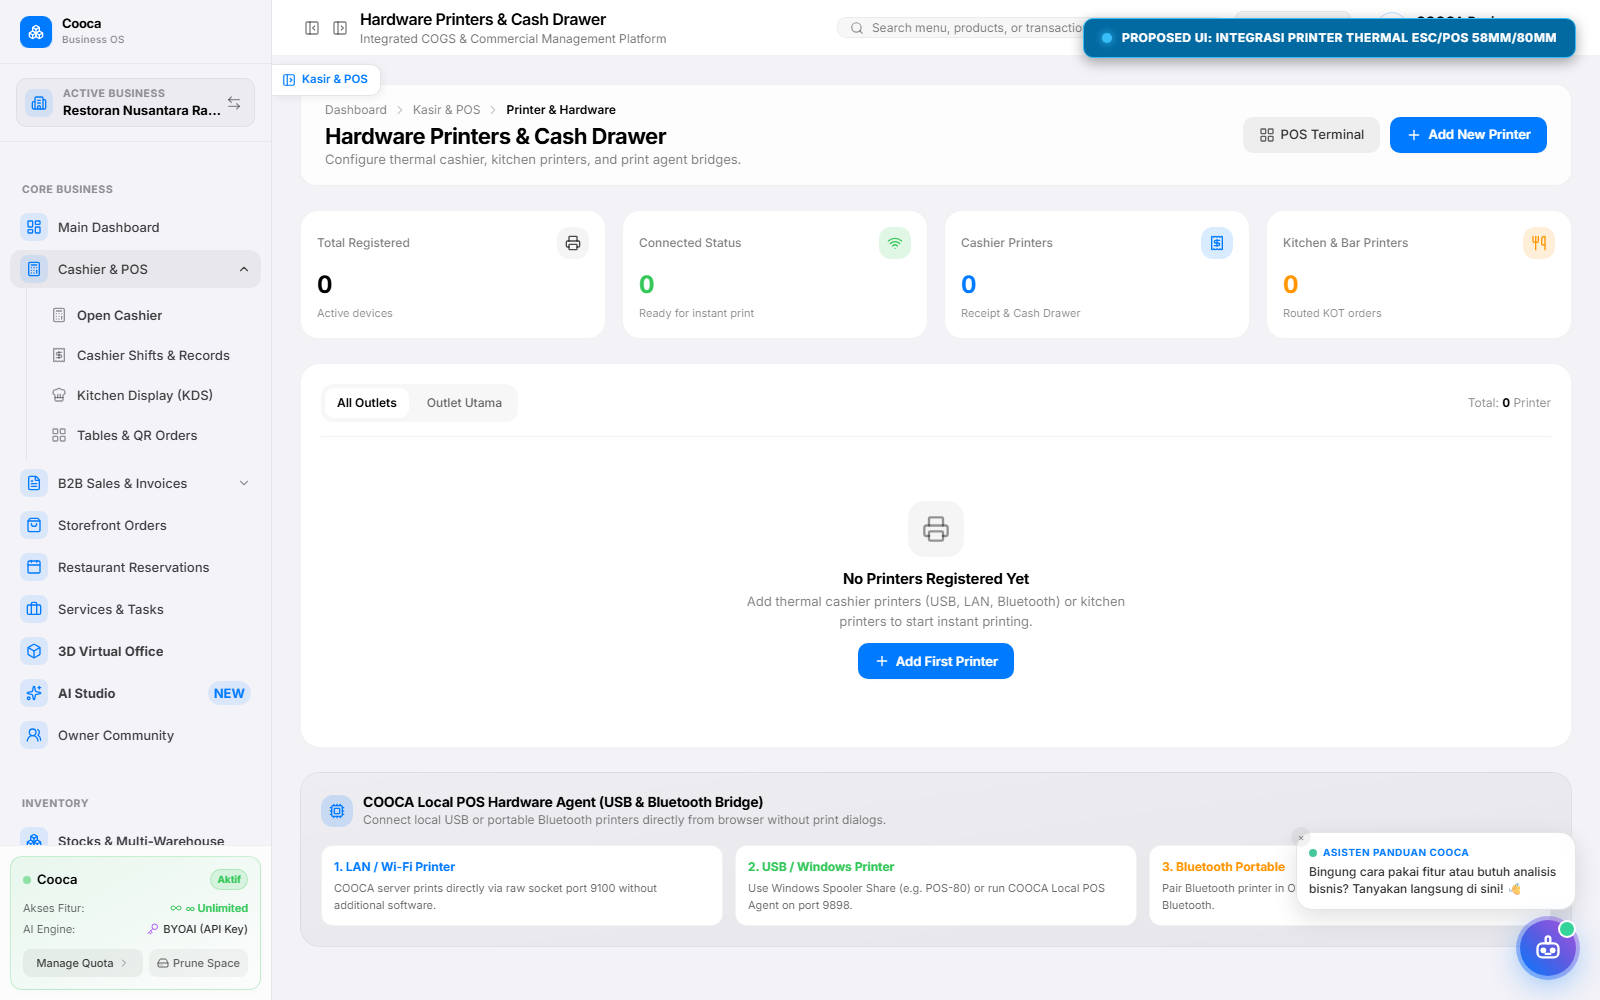 Cooca
Business OS
ACTIVE BUSINESS
Restoran Nusantara Ra...
CORE BUSINESS
Main Dashboard
Cashier & POS
Open Cashier
Cashier Shifts & Records
Kitchen Display (KDS)
Tables & QR Orders
B2B Sales & Invoices
Storefront Orders
Restaurant Reservations
Services & Tasks
3D Virtual Office
AI Studio NEW
Owner Community
INVENTORY
Stocks & Multi-Warehouse
Cooca Aktif
Akses Fitur: ∞ Unlimited
AI Engine: BYOAI (API Key)
Manage Quota
Prune Space
Hardware Printers & Cash Drawer
Integrated COGS & Commercial Management Platform
Search menu, products, or transactio
PROPOSED UI: INTEGRASI PRINTER THERMAL ESC/POS 58MM/80MM
Kasir & POS
Dashboard > Kasir & POS > Printer & Hardware
Hardware Printers & Cash Drawer
Configure thermal cashier, kitchen printers, and print agent bridges.
POS Terminal
+ Add New Printer
Total Registered
0
Active devices
Connected Status
0
Ready for instant print
Cashier Printers
0
Receipt & Cash Drawer
Kitchen & Bar Printers
0
Routed KOT orders
All Outlets
Outlet Utama
Total: 0 Printer
No Printers Registered Yet
Add thermal cashier printers (USB, LAN, Bluetooth) or kitchen
printers to start instant printing.
+ Add First Printer
COOCA Local POS Hardware Agent (USB & Bluetooth Bridge)
Connect local USB or portable Bluetooth printers directly from browser without print dialogs.
1. LAN / Wi-Fi Printer
COOCA server prints directly via raw socket port 9100 without
additional software.
2. USB / Windows Printer
Use Windows Spooler Share (e.g. POS-80) or run COOCA Local POS
Agent on port 9898.
3. Bluetooth Portable
Pair Bluetooth printer in O
Bluetooth.
×
ASISTEN PANDUAN COOCA
Bingung cara pakai fitur atau butuh analisis
bisnis? Tanyakan langsung di sini! 👋